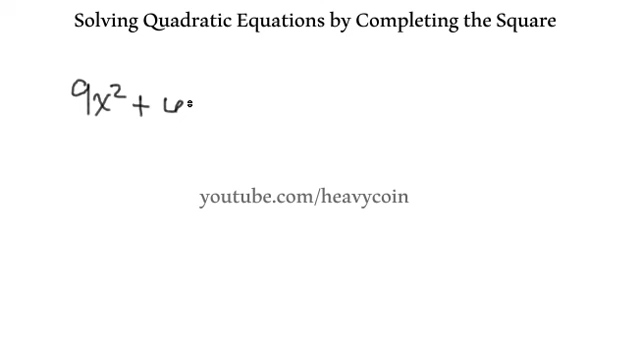 Solving Quadratic Equations by Completing the Square
9x² + 6
youtube.com/heavycoin